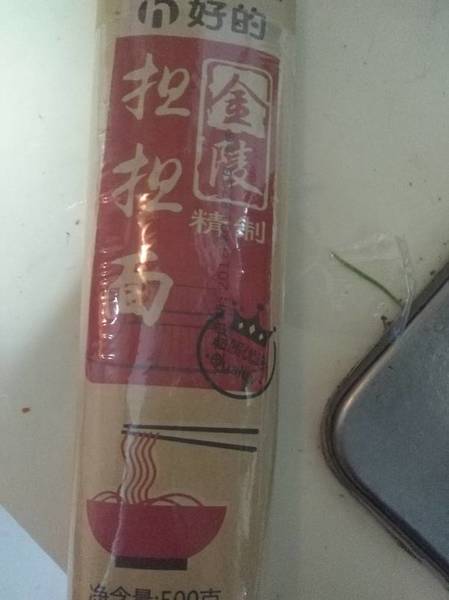 好的
金陵
精制
担担面
净含量:500克